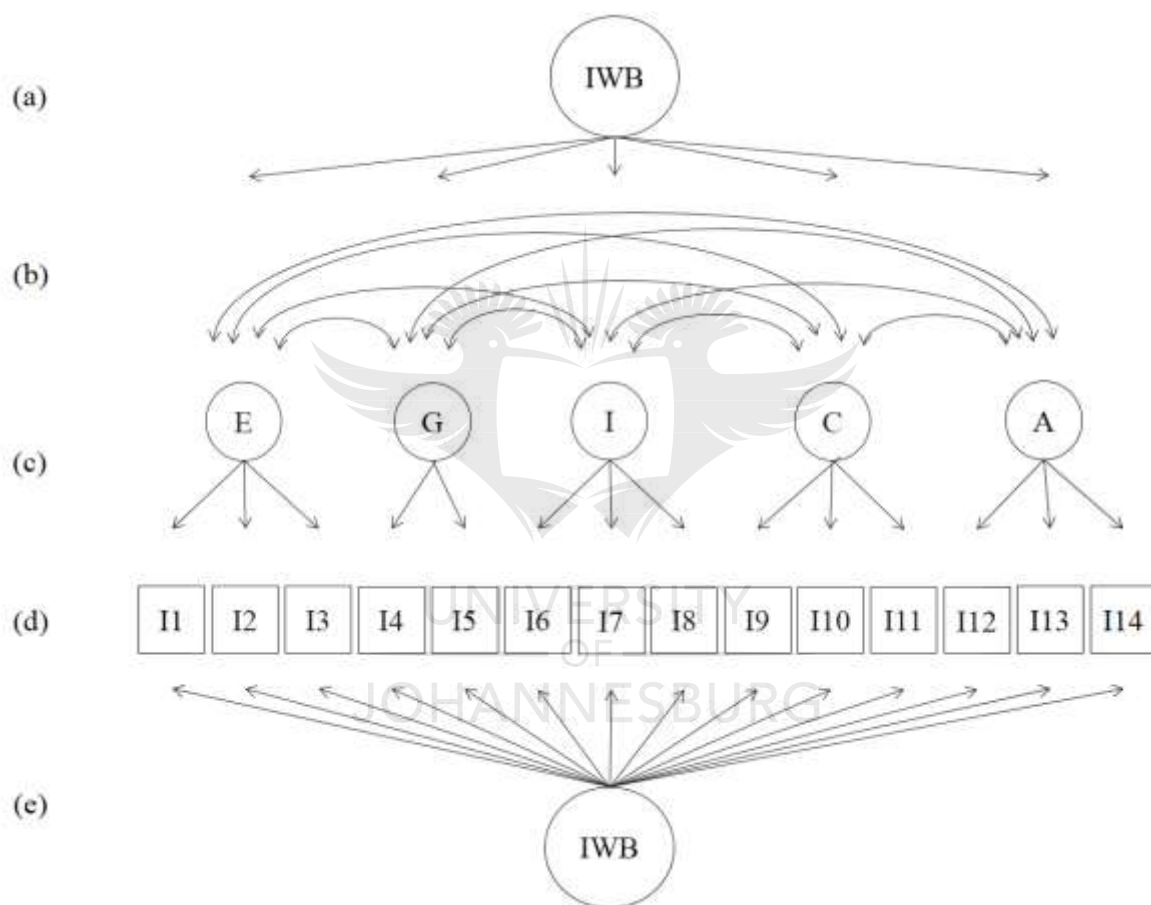 (a) IWB
(b)
(c) E G I C A
(d) I1 I2 I3 I4 I5 I6 I7 I8 I9 I10 I11 I12 I13 I14
UNIVERSITY
OF
JOHANNESBURG
(e) IWB